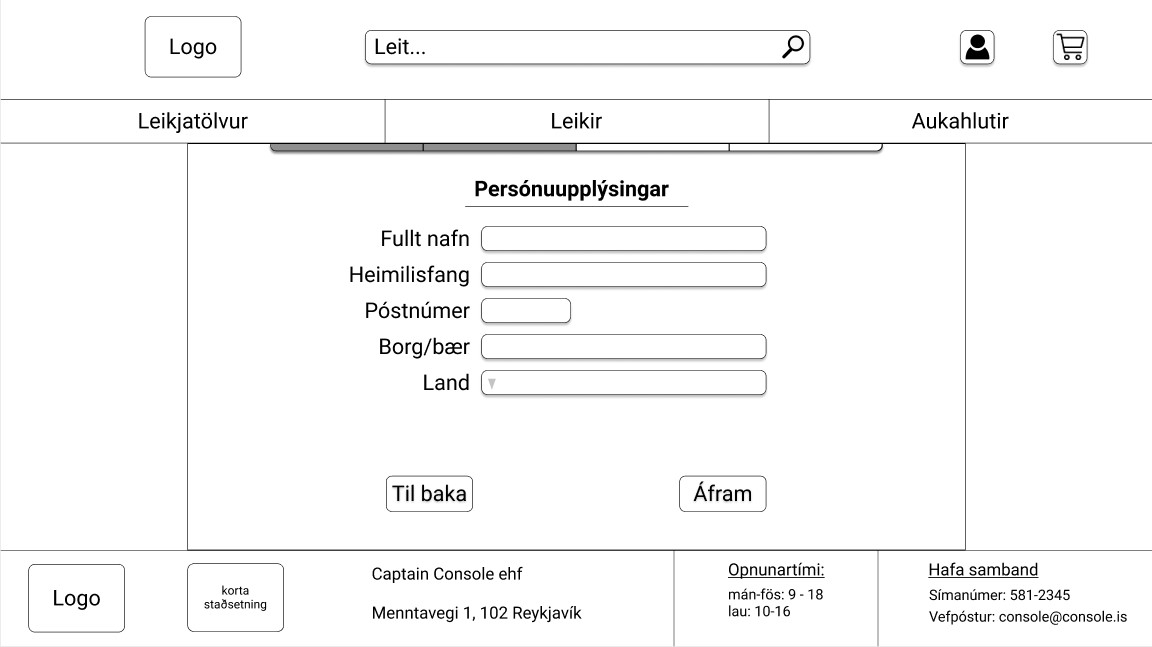 Logo
Leit...
Leikjatölvur
Leikir
Aukahlutir
Persónuupplýsingar
Fullt nafn
Heimilisfang
Póstnúmer
Borg/bær
Land
Til baka
Áfram
Logo
korta
staðsetning
Captain Console ehf
Menntavegi 1, 102 Reykjavík
Opnunartími:
mán-fös: 9 - 18
lau: 10-16
Hafa samband
Símanúmer: 581-2345
Vefpóstur: console@console.is